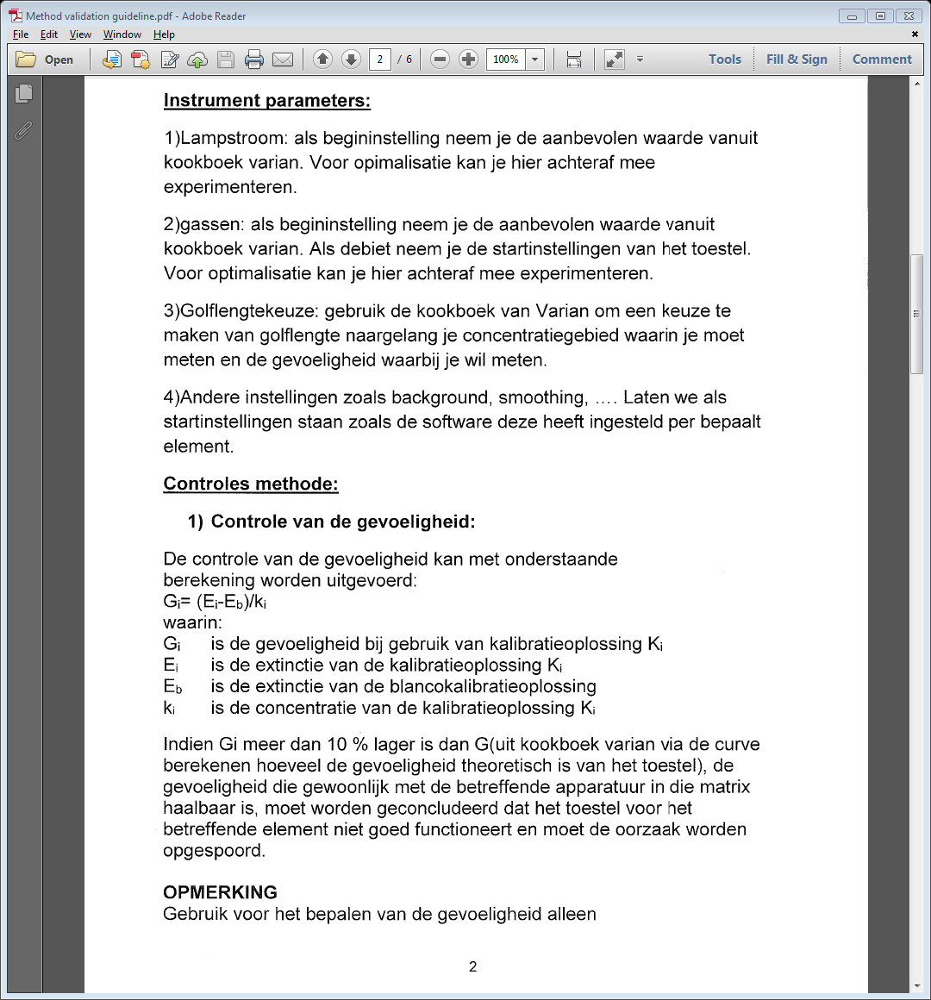 Method validation guideline.pdf - Adobe Reader
File Edit View Window Help
Open 2 / 6 100% Tools Fill & Sign Comment
Instrument parameters:
1)Lampstroom: als begininstelling neem je de aanbevolen waarde vanuit
kookboek varian. Voor opimalisatie kan je hier achteraf mee
experimenteren.
2)gassen: als begininstelling neem je de aanbevolen waarde vanuit
kookboek varian. Als debiet neem je de startinstellingen van het toestel.
Voor optimalisatie kan je hier achteraf mee experimenteren.
3)Golflengtekeuze: gebruik de kookboek van Varian om een keuze te
maken van golflengte naargelang je concentratiegebied waarin je moet
meten en de gevoeligheid waarbij je wil meten.
4)Andere instellingen zoals background, smoothing, .... Laten we als
startinstellingen staan zoals de software deze heeft ingesteld per bepaalt
element.
Controles methode:
1) Controle van de gevoeligheid:
De controle van de gevoeligheid kan met onderstaande
berekening worden uitgevoerd:
Gi= (Ei-Eb)/ki
waarin:
Gi is de gevoeligheid bij gebruik van kalibratieoplossing Ki
Ei is de extinctie van de kalibratieoplossing Ki
Eb is de extinctie van de blancokalibratieoplossing
ki is de concentratie van de kalibratieoplossing Ki
Indien Gi meer dan 10 % lager is dan G(uit kookboek varian via de curve
berekenen hoeveel de gevoeligheid theoretisch is van het toestel), de
gevoeligheid die gewoonlijk met de betreffende apparatuur in die matrix
haalbaar is, moet worden geconcludeerd dat het toestel voor het
betreffende element niet goed functioneert en moet de oorzaak worden
opgespoord.
OPMERKING
Gebruik voor het bepalen van de gevoeligheid alleen
2